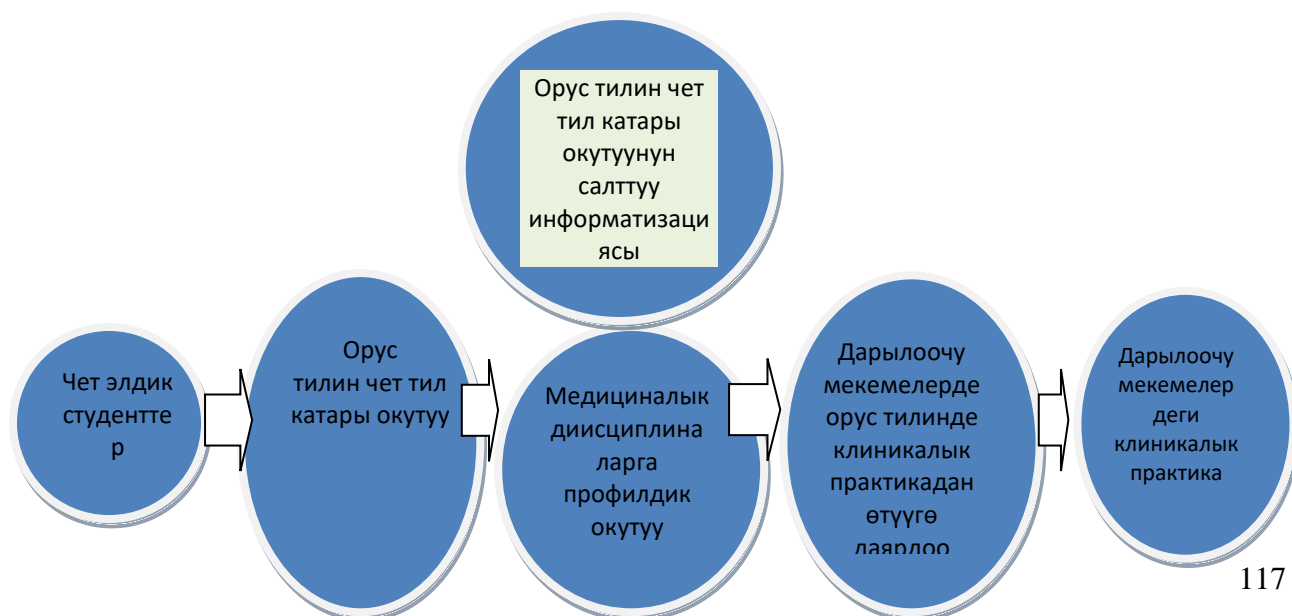 Орус тилин чет
тил катары
окутуунун
салттуу
информатизаци
ясы
Чет элдик
студентте
р
Орус
тилин чет тил
катары окутуу
Медициналык
диисциплина
ларга
профилдик
окутуу
Дарылоочу
мекемелерде
орус тилинде
клиникалык
практикадан
өтүүгө
даярдоо
Дарылоочу
мекемелер
деги
клиникалык
практика
117